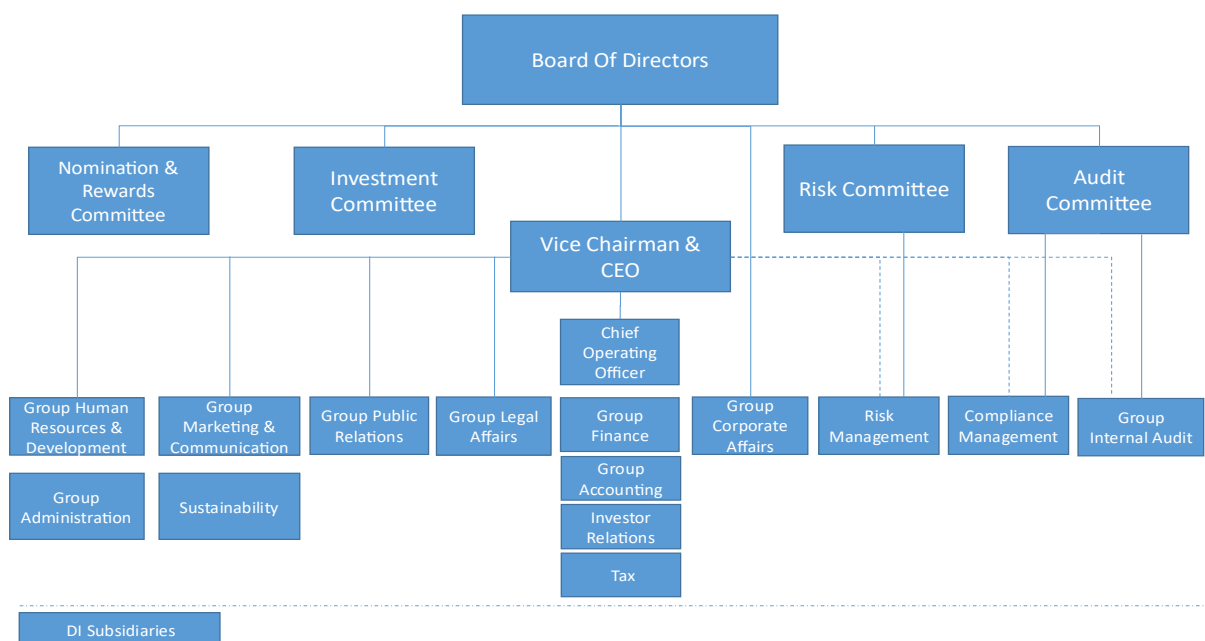 Board Of Directors
Nomination &
Rewards
Committee
Investment
Committee
Risk Committee
Audit
Committee
Vice Chairman &
CEO
Chief
Operating
Officer
Group Human
Resources &
Development
Group
Marketing &
Communication
Group Public
Relations
Group Legal
Affairs
Group
Finance
Group
Corporate
Affairs
Risk
Management
Compliance
Management
Group
Internal Audit
Group
Administration
Sustainability
Group
Accounting
Investor
Relations
Tax
DI Subsidiaries